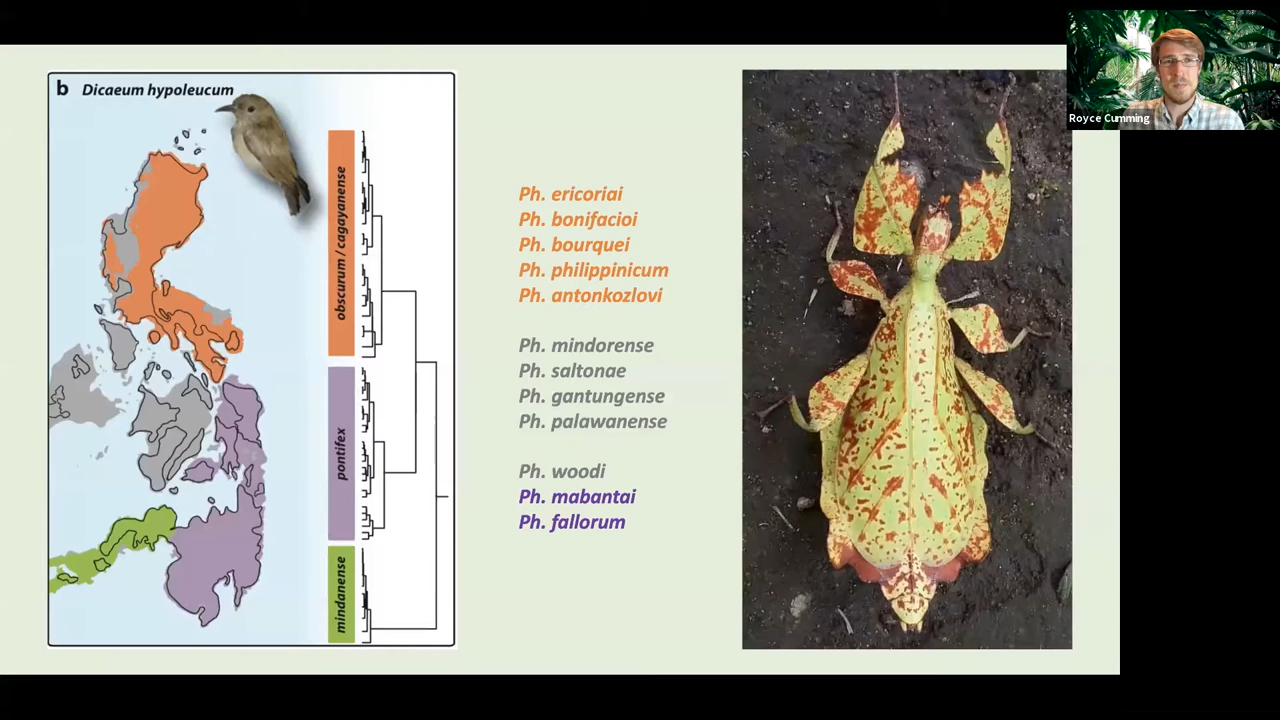 b Dicaeum hypoleucum
obscurum / cagayanense
pontifex
mindanense
Ph. ericoriai
Ph. bonifacioi
Ph. bourquei
Ph. philippinicum
Ph. antonkozlovi
Ph. mindorense
Ph. saltonae
Ph. gantungense
Ph. palawanense
Ph. woodi
Ph. mabantai
Ph. fallorum
Royce Cumming